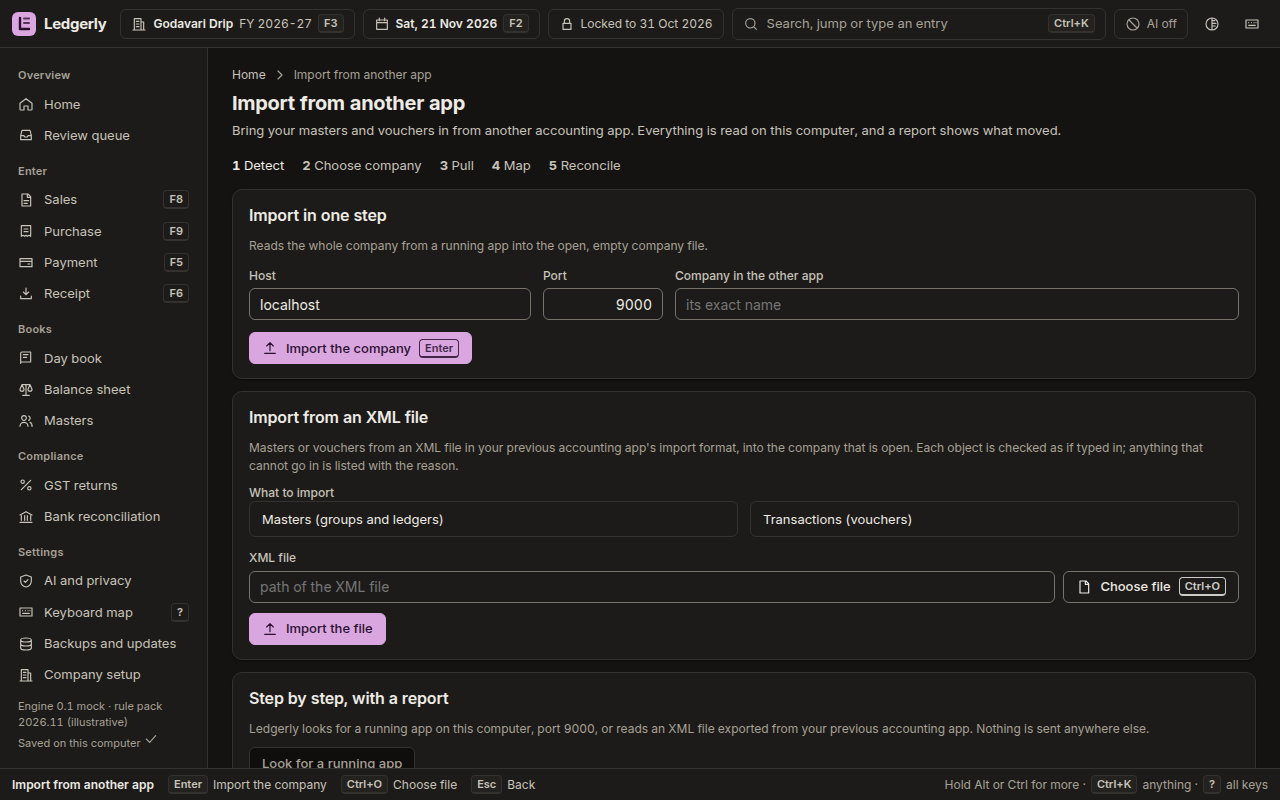 Ledgerly
Godavari Drip FY 2026-27 F3
Sat, 21 Nov 2026 F2
Locked to 31 Oct 2026
Search, jump or type an entry Ctrl+K
AI off
Overview
Home
Review queue
Enter
Sales F8
Purchase F9
Payment F5
Receipt F6
Books
Day book
Balance sheet
Masters
Compliance
GST returns
Bank reconciliation
Settings
AI and privacy
Keyboard map ?
Backups and updates
Company setup
Engine 0.1 mock · rule pack
2026.11 (illustrative)
Saved on this computer
Home > Import from another app
Import from another app
Bring your masters and vouchers in from another accounting app. Everything is read on this computer, and a report shows what moved.
1 Detect 2 Choose company 3 Pull 4 Map 5 Reconcile
Import in one step
Reads the whole company from a running app into the open, empty company file.
Host Port Company in the other app
localhost 9000 its exact name
Import the company Enter
Import from an XML file
Masters or vouchers from an XML file in your previous accounting app's import format, into the company that is open. Each object is checked as if typed in; anything that
cannot go in is listed with the reason.
What to import
Masters (groups and ledgers) Transactions (vouchers)
XML file
path of the XML file Choose file Ctrl+O
Import the file
Step by step, with a report
Ledgerly looks for a running app on this computer, port 9000, or reads an XML file exported from your previous accounting app. Nothing is sent anywhere else.
Look for a running app
Import from another app Enter Import the company Ctrl+O Choose file Esc Back
Hold Alt or Ctrl for more · Ctrl+K anything · ? all keys